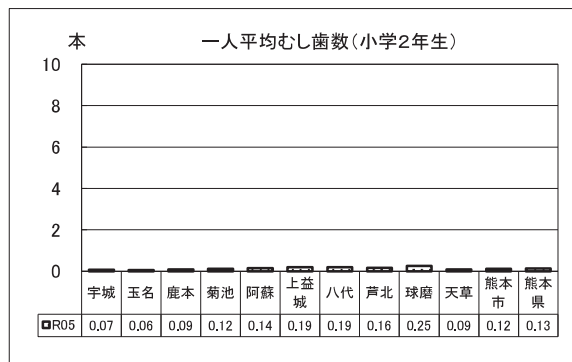 本 一人平均むし歯数(小学2年生)
10
8
6
4
2
0
宇城 玉名 鹿本 菊池 阿蘇 上益城 八代 芦北 球磨 天草 熊本市 熊本県
R05 0.07 0.06 0.09 0.12 0.14 0.19 0.19 0.16 0.25 0.09 0.12 0.13